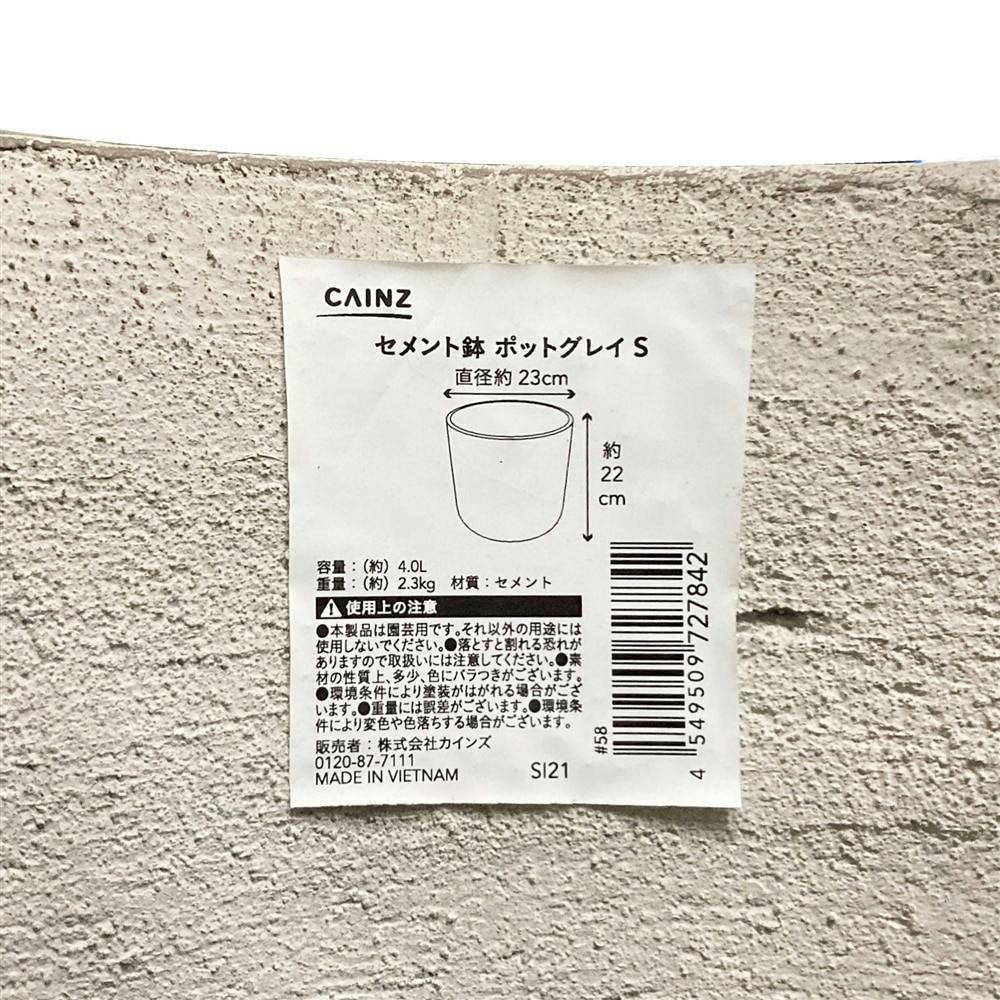 CAINZ
セメント鉢 ポットグレイ S
直径約 23cm
約
22
cm
容量：（約）4.0L
重量：（約）2.3kg 材質：セメント
使用上の注意
●本製品は園芸用です。それ以外の用途には
使用しないでください。●落とすと割れる恐れが
ありますので取扱いには注意してください。●素
材の性質上、多少、色にバラつきがございます。
●環境条件により塗装がはがれる場合がござ
います。●重量には誤差がございます。●環境条
件により変色や色落ちする場合がございます。
販売者：株式会社カインズ
0120-87-7111
MADE IN VIETNAM
SI21
#58
4 549509 727842